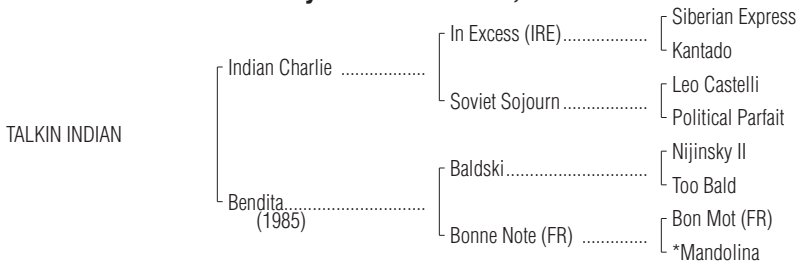 Siberian Express
In Excess (IRE)..................
Kantado
Indian Charlie ..................
Leo Castelli
Soviet Sojourn..................
Political Parfait
TALKIN INDIAN
Nijinsky II
Baldski..............................
Too Bald
Bendita..............................
(1985)
Bon Mot (FR)
Bonne Note (FR) ..............
*Mandolina